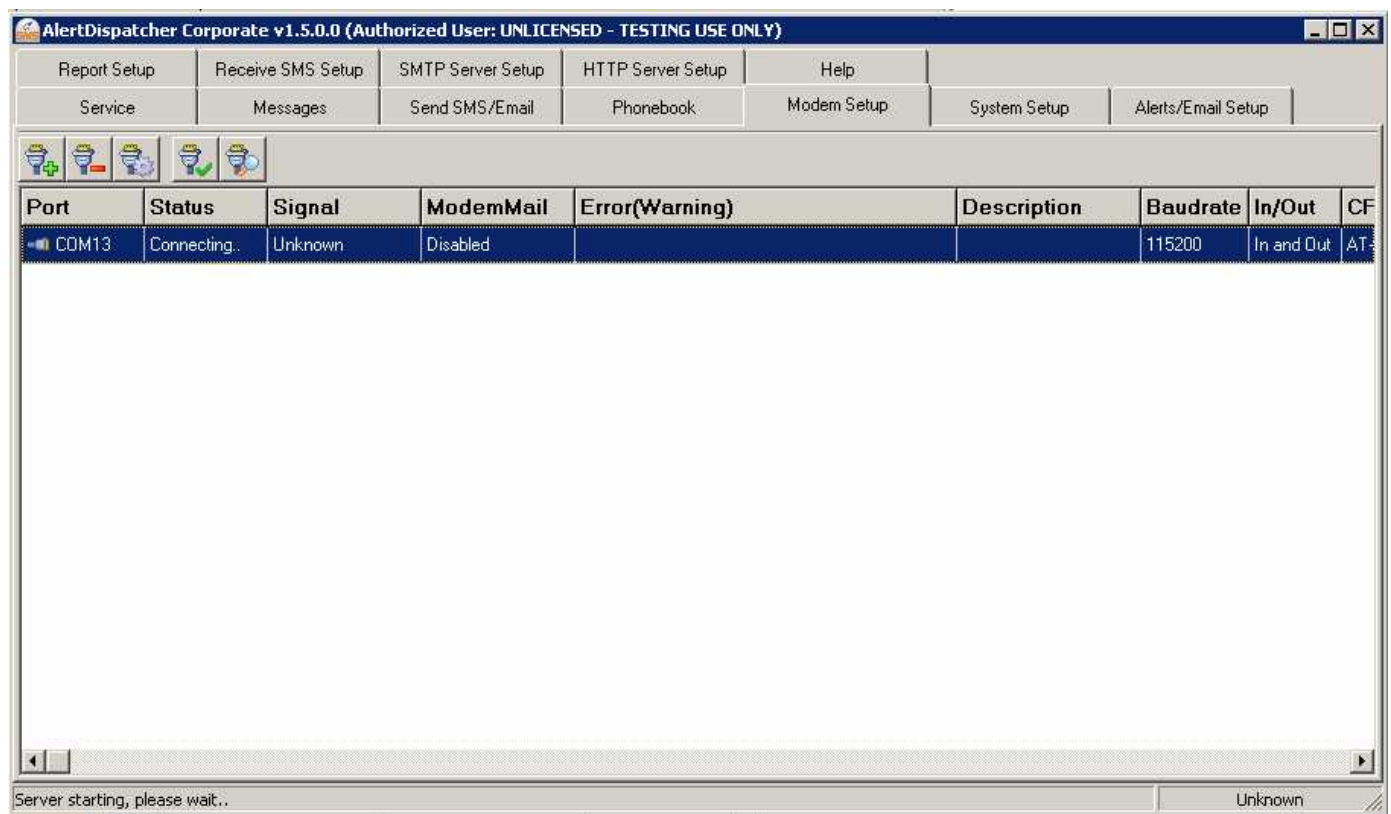 AlertDispatcher Corporate v1.5.0.0 (Authorized User: UNLICENSED - TESTING USE ONLY)
Report Setup Receive SMS Setup SMTP Server Setup HTTP Server Setup Help
Service Messages Send SMS/Email Phonebook Modem Setup System Setup Alerts/Email Setup
Port Status Signal ModemMail Error(Warning) Description Baudrate In/Out CF
COM13 Connecting.. Unknown Disabled 115200 In and Out AT+
Server starting, please wait.. Unknown